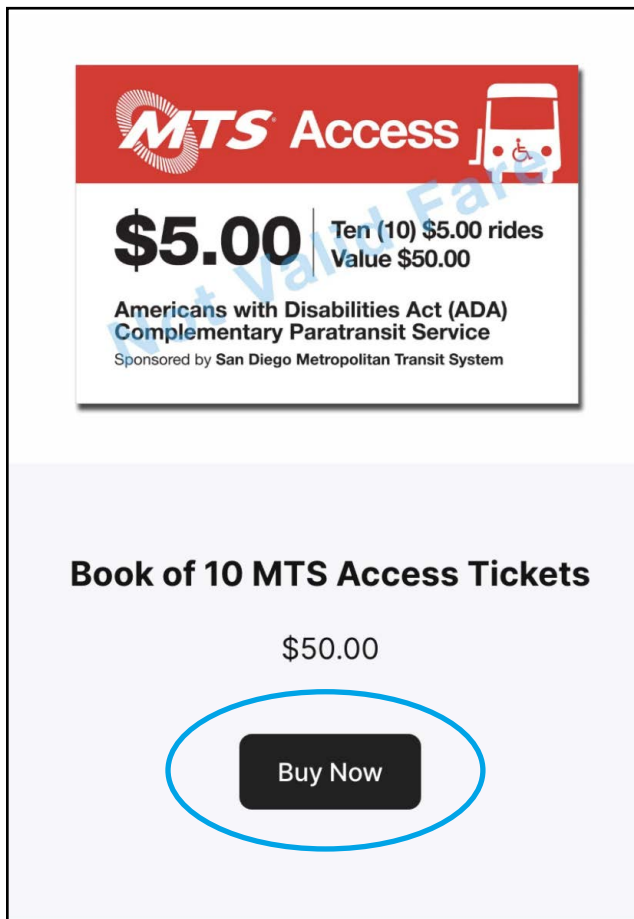 MTS Access
$5.00
Ten (10) $5.00 rides
Value $50.00
Not Valid Fare
Americans with Disabilities Act (ADA)
Complementary Paratransit Service
Sponsored by San Diego Metropolitan Transit System
Book of 10 MTS Access Tickets
$50.00
Buy Now